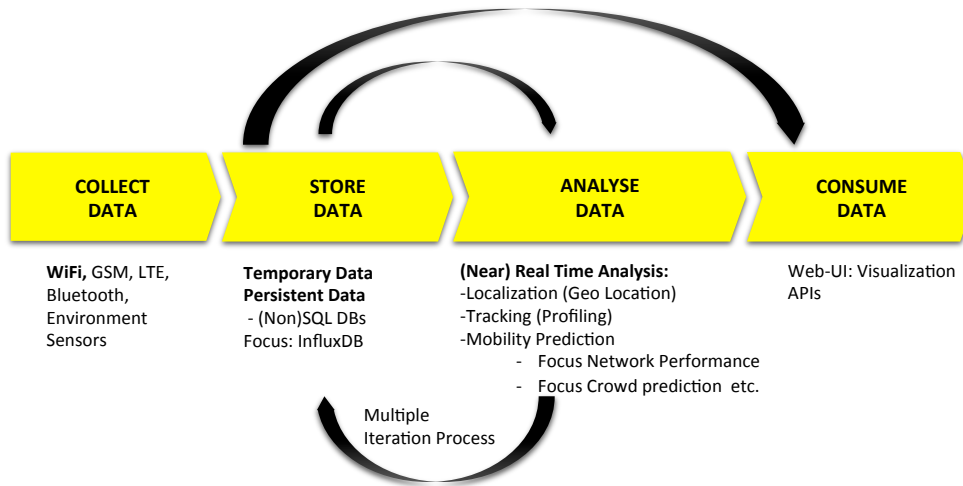 COLLECT
DATA
STORE
DATA
ANALYSE
DATA
CONSUME
DATA
WiFi, GSM, LTE,
Bluetooth,
Environment
Sensors
Temporary Data
Persistent Data
- (Non)SQL DBs
Focus: InfluxDB
(Near) Real Time Analysis:
-Localization (Geo Location)
-Tracking (Profiling)
-Mobility Prediction
- Focus Network Performance
- Focus Crowd prediction etc.
Web-UI: Visualization
APIs
Multiple
Iteration Process